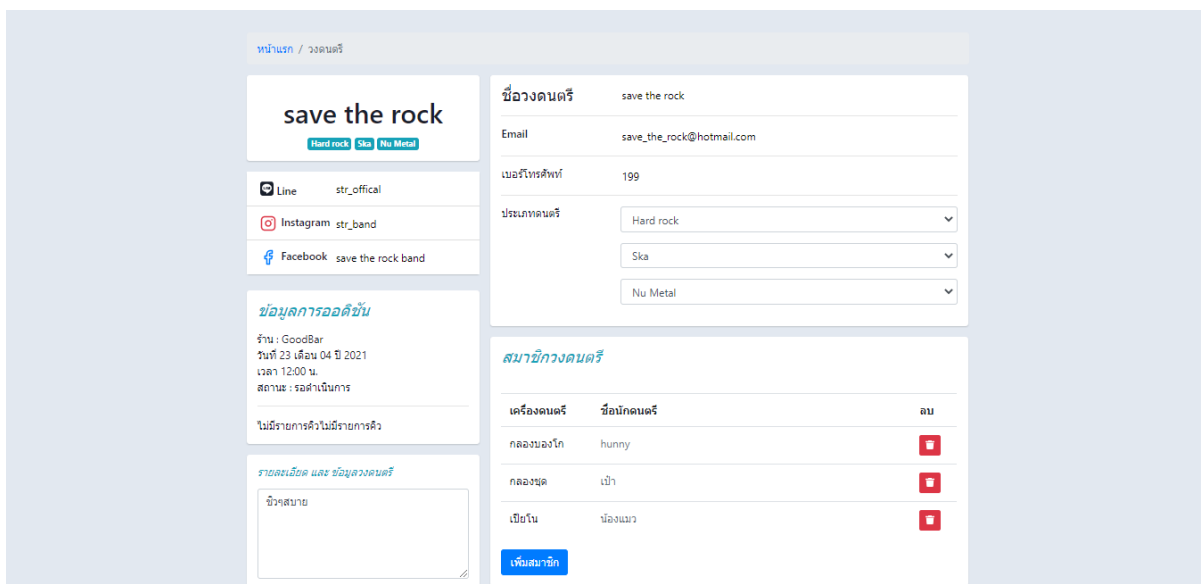 หน้าแรก / วงดนตรี
save the rock
Hard rock Ska Nu Metal
Line str_offical
Instagram str_band
Facebook save the rock band
ข้อมูลการออดิชั่น
ร้าน : GoodBar
วันที่ 23 เดือน 04 ปี 2021
เวลา 12:00 น.
สถานะ : รอดำเนินการ
ไม่มีรายการคิวไม่มีรายการคิว
รายละเอียด และ ข้อมูลวงดนตรี
ชิวๆสบาย
ชื่อวงดนตรี save the rock
Email save_the_rock@hotmail.com
เบอร์โทรศัพท์ 199
ประเภทดนตรี Hard rock
Ska
Nu Metal
สมาชิกวงดนตรี
เครื่องดนตรี ชื่อนักดนตรี ลบ
กลองบองโก hunny
กลองชุด เป้า
เปียโน น้องแมว
เพิ่มสมาชิก